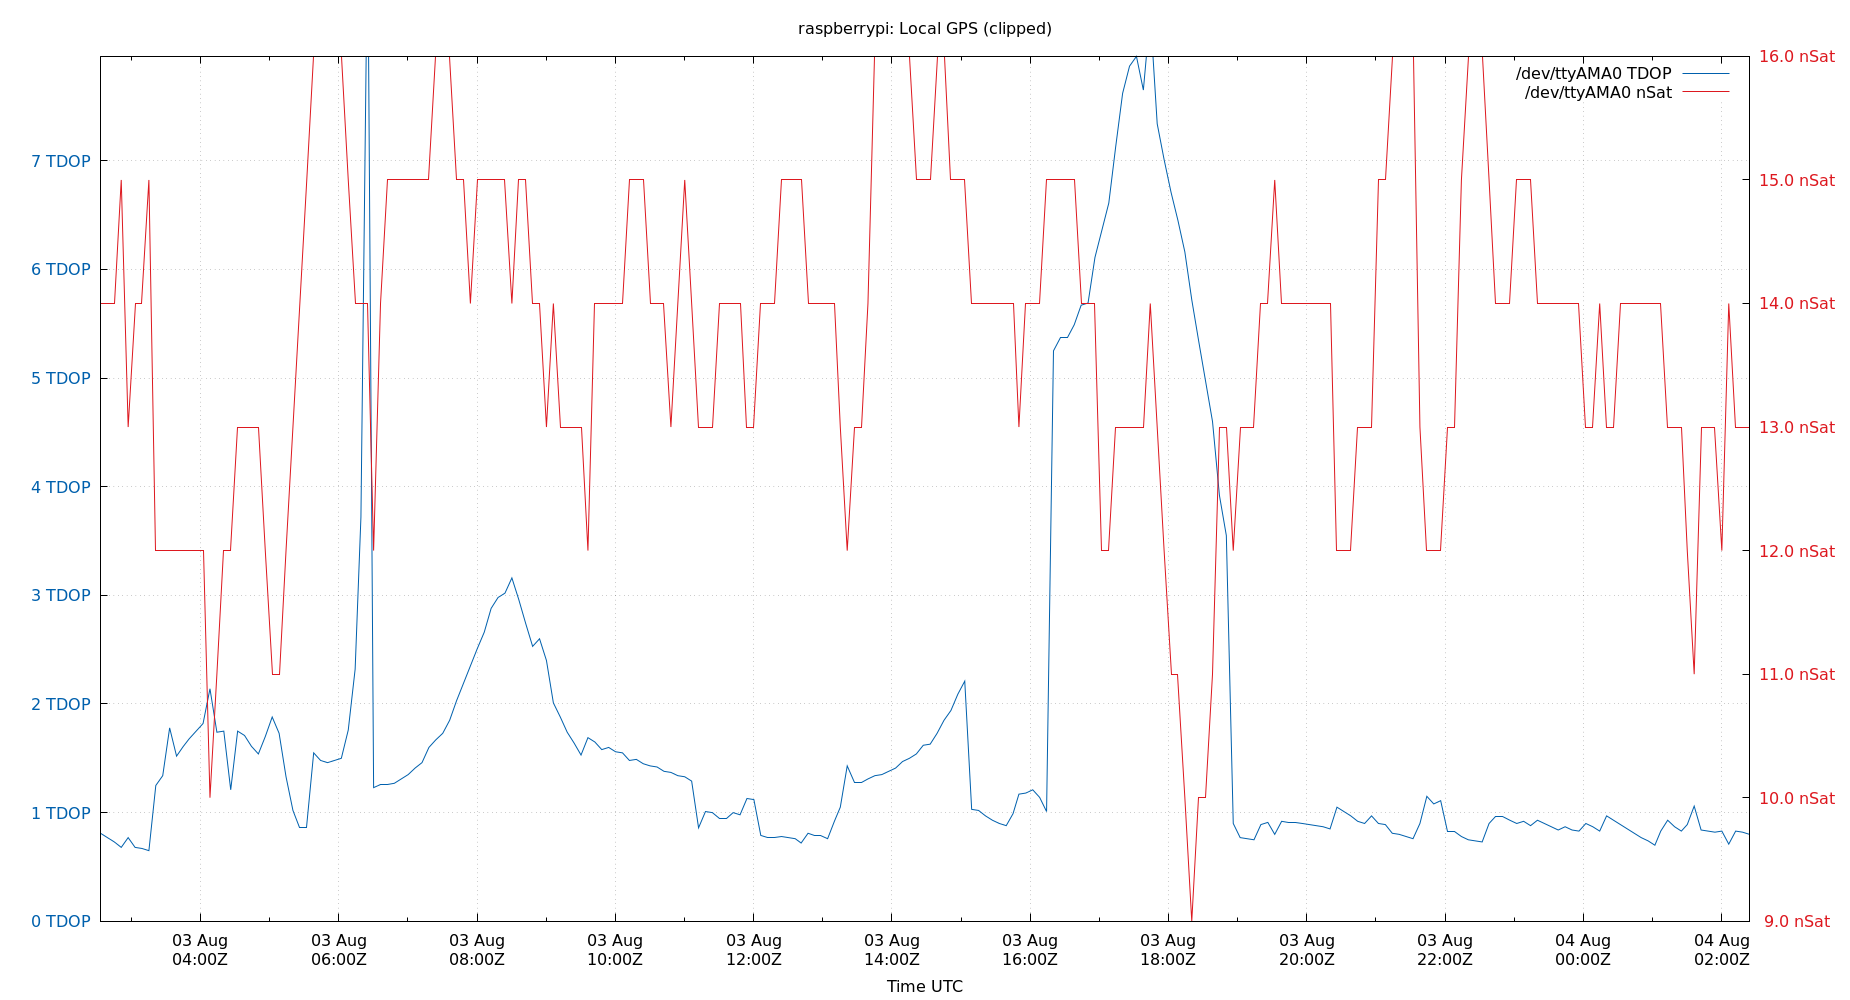 raspberrypi: Local GPS (clipped)
/dev/ttyAMA0 TDOP
/dev/ttyAMA0 nSat
7 TDOP
6 TDOP
5 TDOP
4 TDOP
3 TDOP
2 TDOP
1 TDOP
0 TDOP
16.0 nSat
15.0 nSat
14.0 nSat
13.0 nSat
12.0 nSat
11.0 nSat
10.0 nSat
9.0 nSat
03 Aug
04:00Z
03 Aug
06:00Z
03 Aug
08:00Z
03 Aug
10:00Z
03 Aug
12:00Z
03 Aug
14:00Z
03 Aug
16:00Z
03 Aug
18:00Z
03 Aug
20:00Z
03 Aug
22:00Z
04 Aug
00:00Z
04 Aug
02:00Z
Time UTC